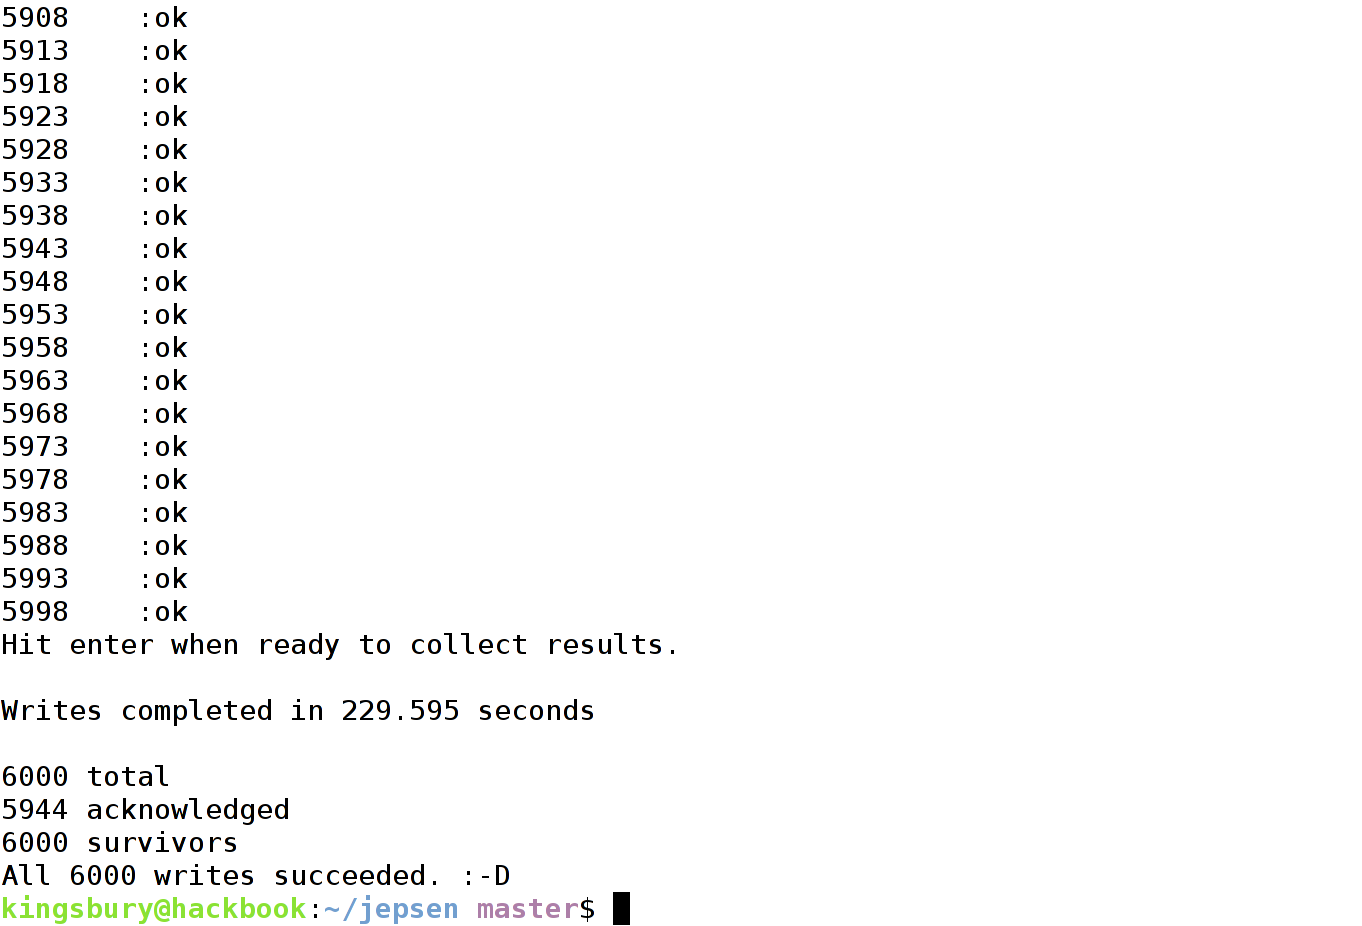 5908    :ok
5913    :ok
5918    :ok
5923    :ok
5928    :ok
5933    :ok
5938    :ok
5943    :ok
5948    :ok
5953    :ok
5958    :ok
5963    :ok
5968    :ok
5973    :ok
5978    :ok
5983    :ok
5988    :ok
5993    :ok
5998    :ok
Hit enter when ready to collect results.
Writes completed in 229.595 seconds
6000 total
5944 acknowledged
6000 survivors
All 6000 writes succeeded. :-D
kingsbury@hackbook:~/jepsen master$